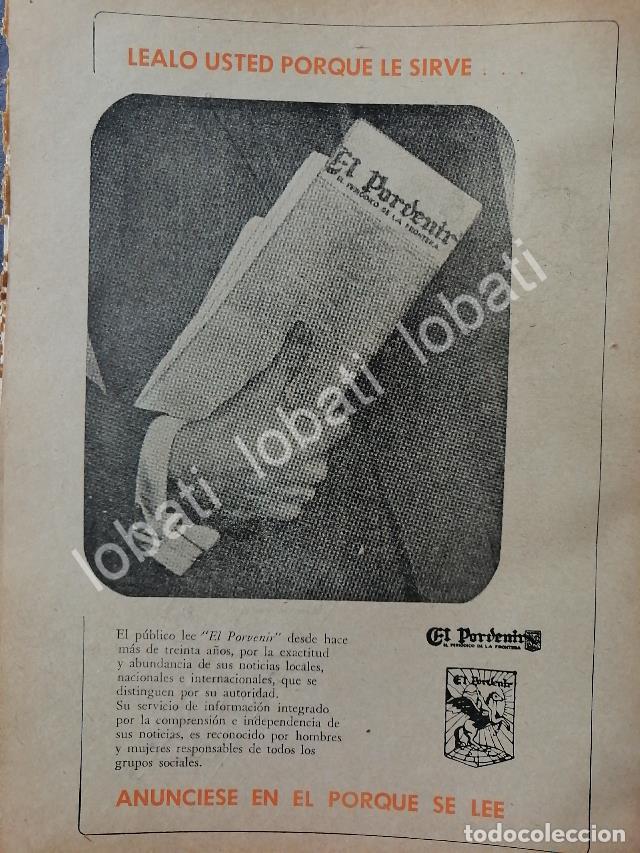 LEALO USTED PORQUE LE SIRVE . . .
El Porvenir
EL PERIODICO DE LA FRONTERA
lobati lobati lobati
El público lee "El Porvenir" desde hace
más de treinta años, por la exactitud
y abundancia de sus noticias locales,
nacionales e internacionales, que se
distinguen por su autoridad.
Su servicio de información integrado
por la comprensión e independencia de
sus noticias, es reconocido por hombres
y mujeres responsables de todos los
grupos sociales.
El Porvenir
EL PERIODICO DE LA FRONTERA
El Porvenir
ANUNCIESE EN EL PORQUE SE LEE
todocoleccion